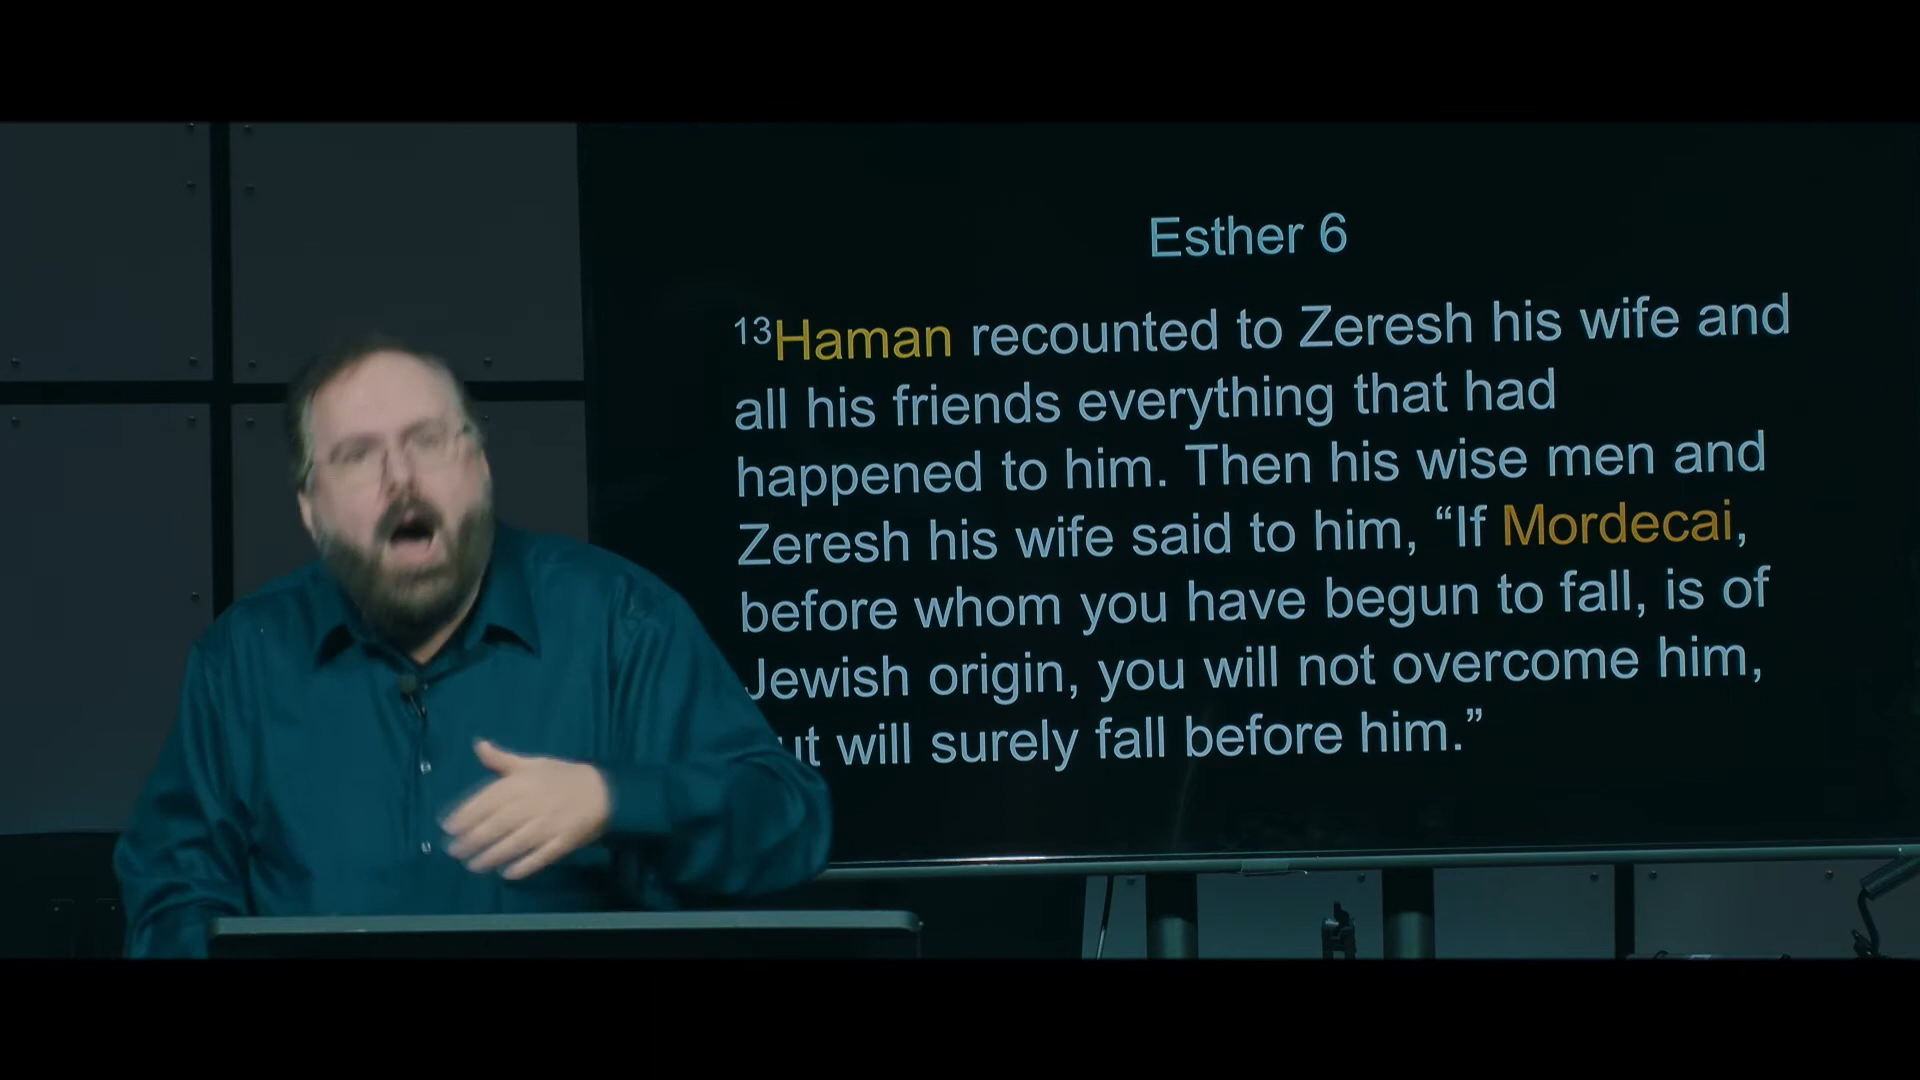 Esther 6
13Haman recounted to Zeresh his wife and
all his friends everything that had
happened to him. Then his wise men and
Zeresh his wife said to him, “If Mordecai,
before whom you have begun to fall, is of
Jewish origin, you will not overcome him,
ut will surely fall before him.”